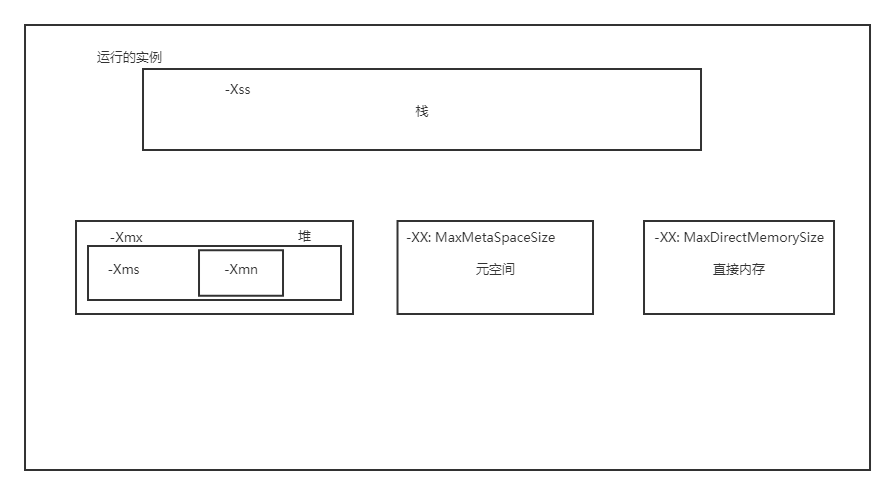 运行的实例
-Xss
栈
-Xmx
堆
-Xms
-Xmn
-XX: MaxMetaSpaceSize
元空间
-XX: MaxDirectMemorySize
直接内存